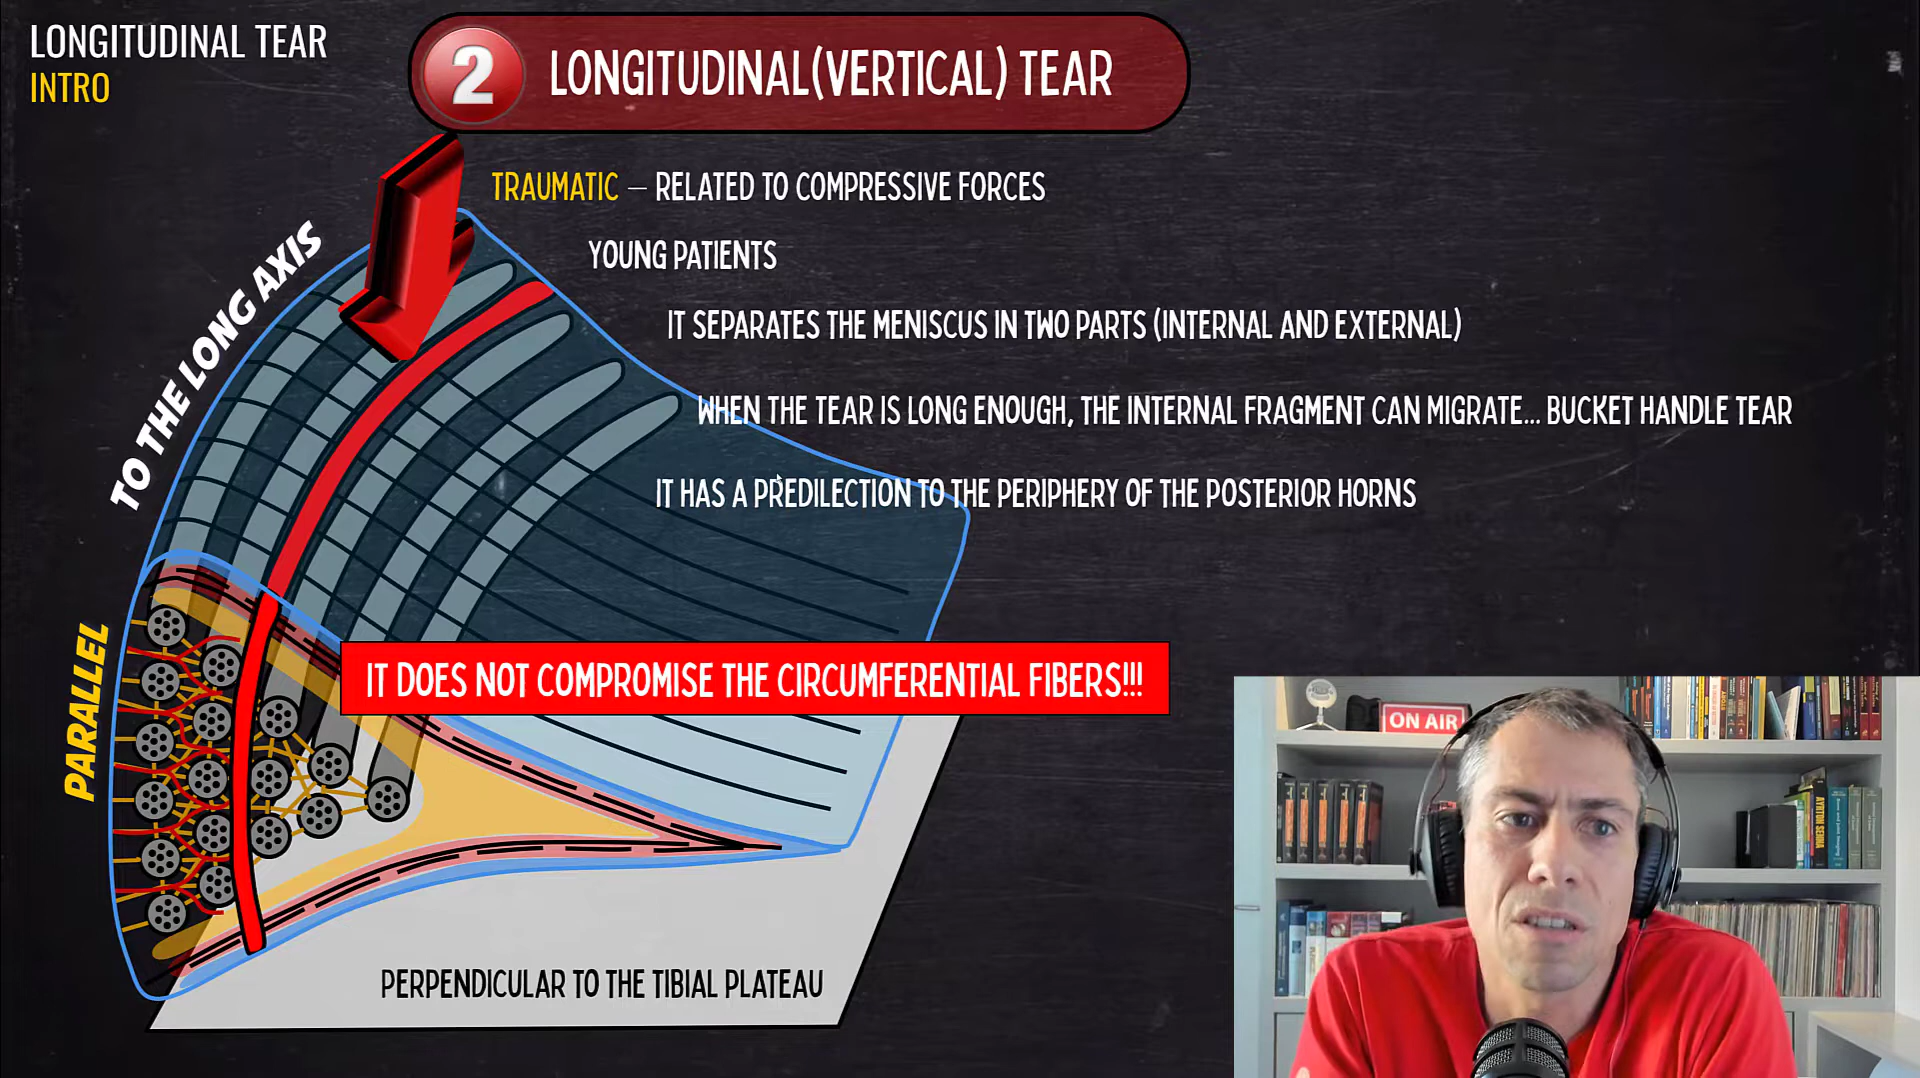 LONGITUDINAL TEAR
INTRO
2
LONGITUDINAL(VERTICAL) TEAR
TRAUMATIC – RELATED TO COMPRESSIVE FORCES
YOUNG PATIENTS
IT SEPARATES THE MENISCUS IN TWO PARTS (INTERNAL AND EXTERNAL)
WHEN THE TEAR IS LONG ENOUGH, THE INTERNAL FRAGMENT CAN MIGRATE... BUCKET HANDLE TEAR
IT HAS A PREDILECTION TO THE PERIPHERY OF THE POSTERIOR HORNS
TO THE LONG AXIS
PARALLEL
IT DOES NOT COMPROMISE THE CIRCUMFERENTIAL FIBERS!!!
PERPENDICULAR TO THE TIBIAL PLATEAU
ON AIR
AYRTON SENNA